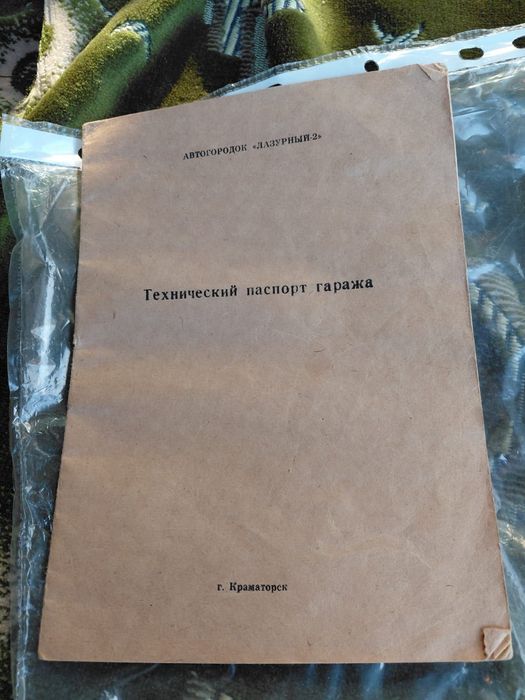 АВТОГОРОДОК «ЛАЗУРНЫЙ-2»
Технический паспорт гаража
г. Краматорск